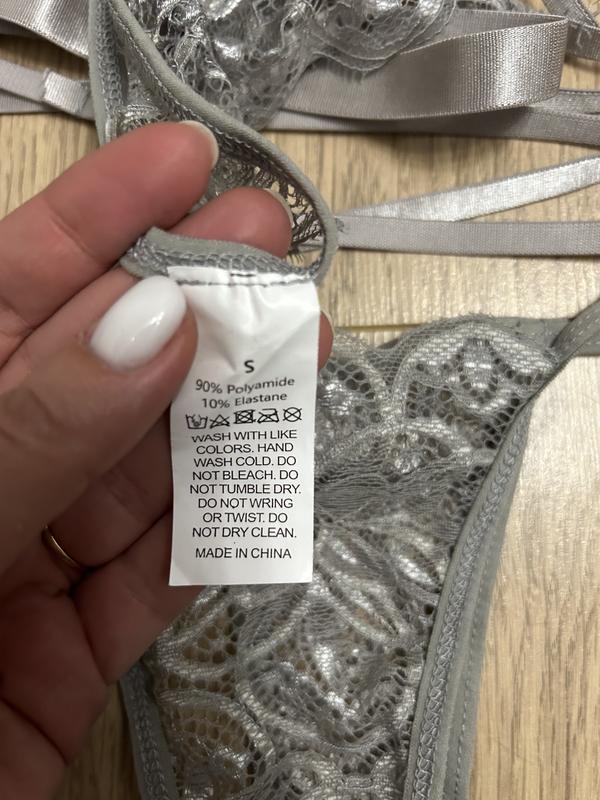 S
90% Polyamide
10% Elastane
WASH WITH LIKE
COLORS. HAND
WASH COLD. DO
NOT BLEACH. DO
NOT TUMBLE DRY.
DO NOT WRING
OR TWIST. DO
NOT DRY CLEAN.
MADE IN CHINA